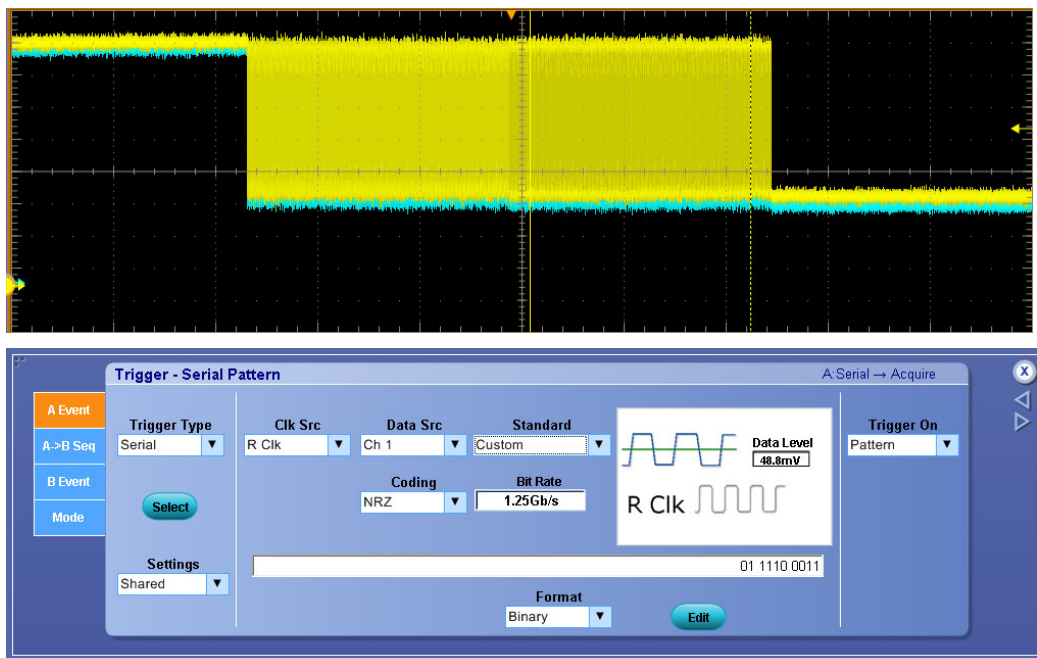 Trigger - Serial Pattern
A:Serial → Acquire
X
A Event
A->B Seq
B Event
Mode
Trigger Type
Serial
Select
Settings
Shared
Clk Src
R Clk
Data Src
Ch 1
Standard
Custom
Coding
NRZ
Bit Rate
1.25Gb/s
Data Level
48.8mV
R Clk
Trigger On
Pattern
01 1110 0011
Format
Binary
Edit